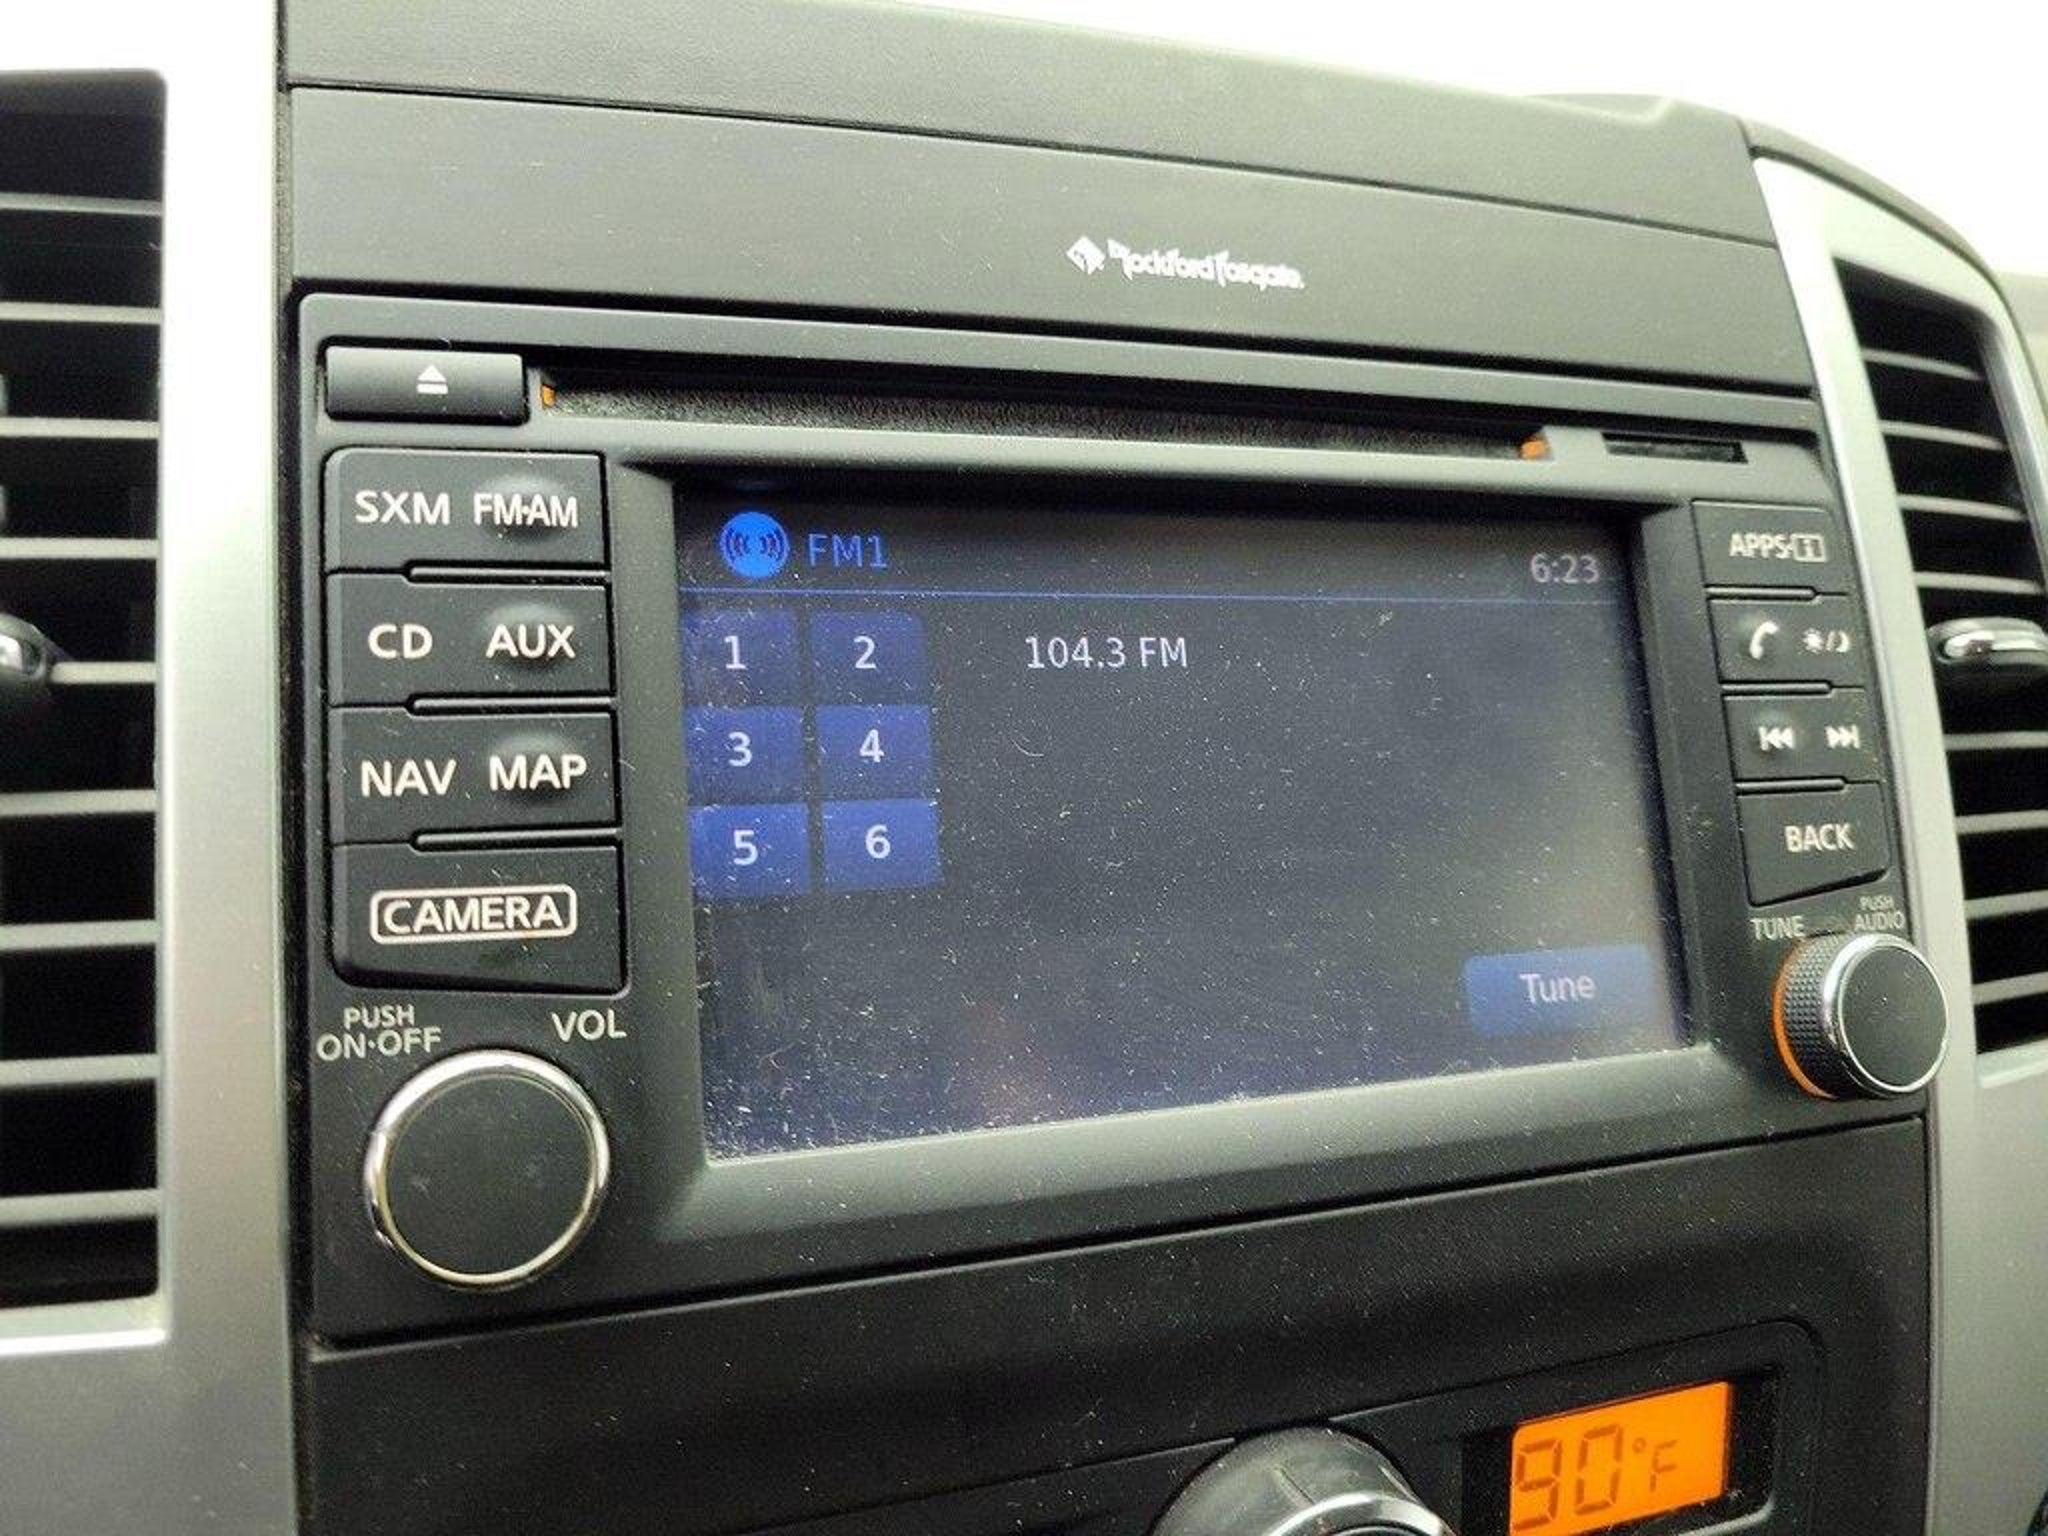 Rockford Fosgate
SXM FM·AM
CD AUX
NAV MAP
CAMERA
PUSH
ON·OFF
VOL
FM1
6:23
1 2
104.3 FM
3 4
5 6
Tune
APPS·i
BACK
TUNE
PUSH
AUDIO
90°F